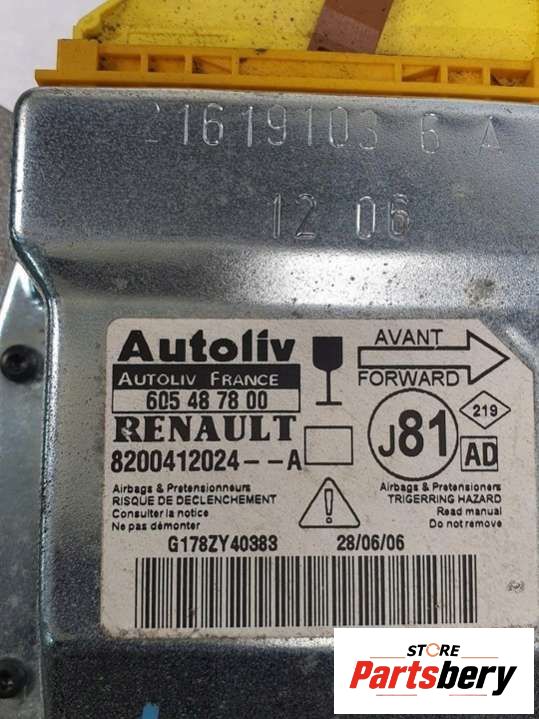 1619103 6 A
12 06
Autoliv
AUTOLIV FRANCE
605 48 78 00
RENAULT
8200412024--A
AVANT
FORWARD
J81
219
AD
Airbags & Pretensionneurs
RISQUE DE DECLENCHEMENT
Consulter la notice
Ne pas démonter
Airbags & Pretensioners
TRIGERRING HAZARD
Read manual
Do not remove
G178ZY40383
28/06/06
STORE
Partsbery